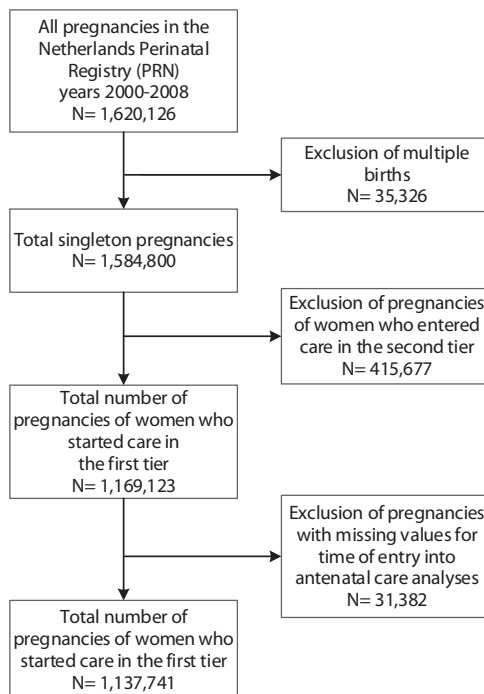 All pregnancies in the
Netherlands Perinatal
Registry (PRN)
years 2000-2008
N= 1,620,126
Exclusion of multiple
births
N= 35,326
Total singleton pregnancies
N= 1,584,800
Exclusion of pregnancies
of women who entered
care in the second tier
N= 415,677
Total number of
pregnancies of women who
started care in
the first tier
N= 1,169,123
Exclusion of pregnancies
with missing values for
time of entry into
antenatal care analyses
N= 31,382
Total number of
pregnancies of women who
started care in the first tier
N= 1,137,741